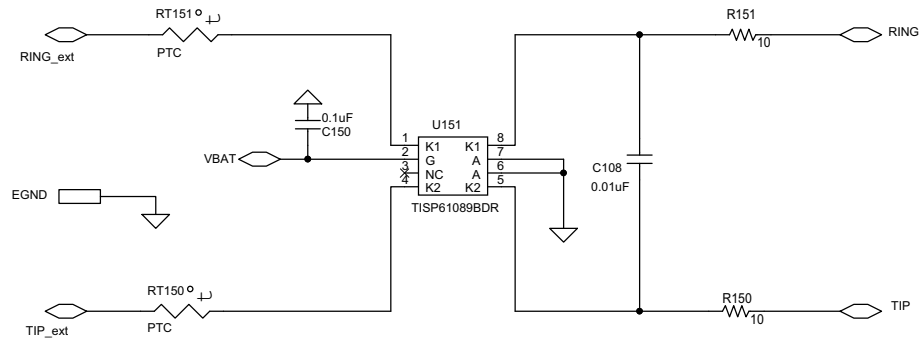 RT151
R151
RING_ext
PTC
10
RING
0.1uF
C150
U151
1
K1
K1
8
VBAT
2
G
A
7
3
NC
A
6
4
K2
K2
5
TISP61089BDR
C108
0.01uF
EGND
RT150
R150
TIP_ext
PTC
10
TIP